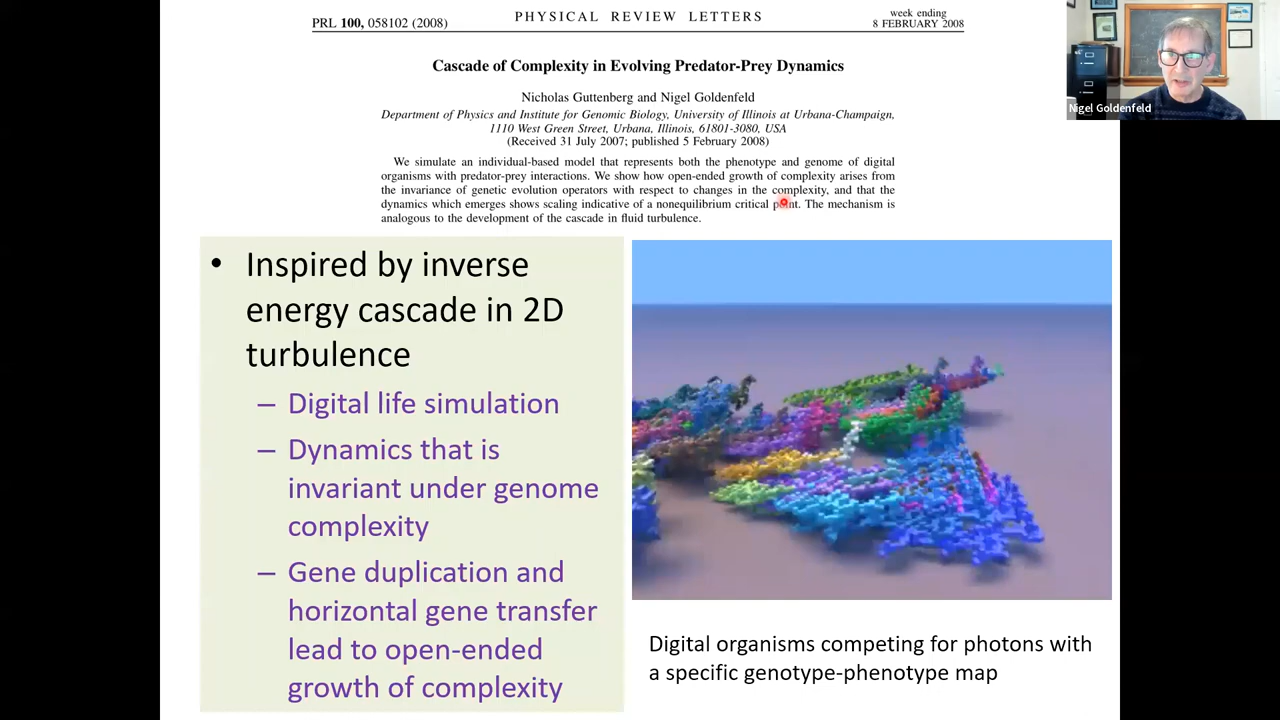 PRL 100, 058102 (2008)
PHYSICAL REVIEW LETTERS
week ending
8 FEBRUARY 2008
Cascade of Complexity in Evolving Predator-Prey Dynamics
Nicholas Guttenberg and Nigel Goldenfeld
Department of Physics and Institute for Genomic Biology, University of Illinois at Urbana-Champaign,
1110 West Green Street, Urbana, Illinois, 61801-3080, USA
(Received 31 July 2007; published 5 February 2008)
We simulate an individual-based model that represents both the phenotype and genome of digital
organisms with predator-prey interactions. We show how open-ended growth of complexity arises from
the invariance of genetic evolution operators with respect to changes in the complexity, and that the
dynamics which emerges shows scaling indicative of a nonequilibrium critical point. The mechanism is
analogous to the development of the cascade in fluid turbulence.
Nigel Goldenfeld
• Inspired by inverse
energy cascade in 2D
turbulence
– Digital life simulation
– Dynamics that is
invariant under genome
complexity
– Gene duplication and
horizontal gene transfer
lead to open-ended
growth of complexity
Digital organisms competing for photons with
a specific genotype-phenotype map